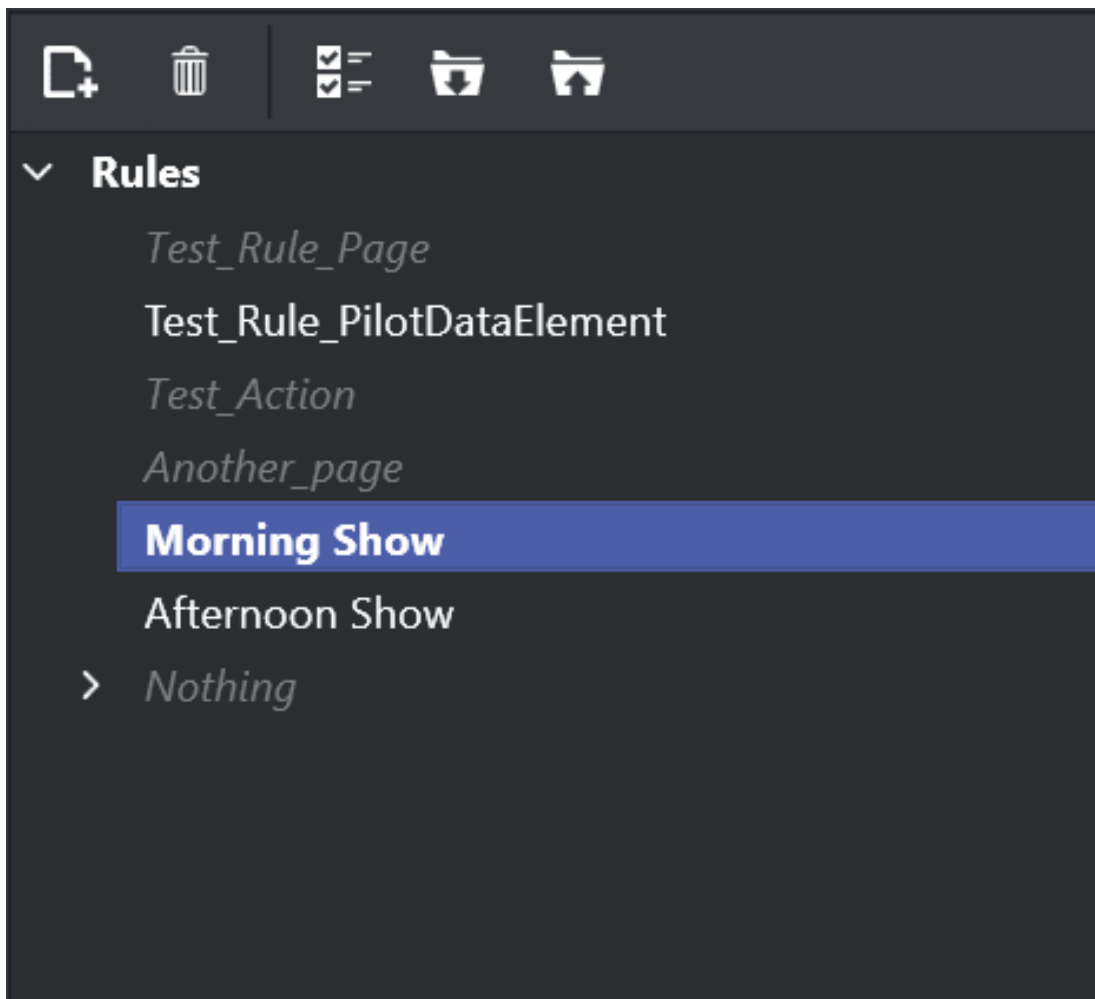 Rules
Test_Rule_Page
Test_Rule_PilotDataElement
Test_Action
Another_page
Morning Show
Afternoon Show
Nothing